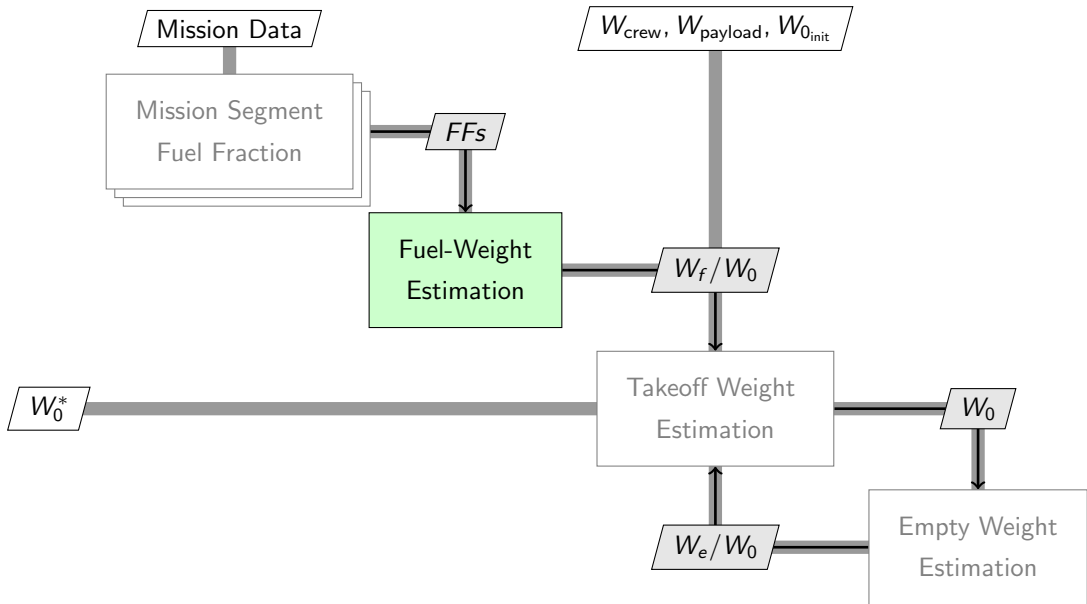 Mission Data
W_crew, W_payload, W_0_init
Mission Segment
Fuel Fraction
FFs
Fuel-Weight
Estimation
W_f/W_0
Takeoff Weight
Estimation
W_0^*
W_0
W_e/W_0
Empty Weight
Estimation